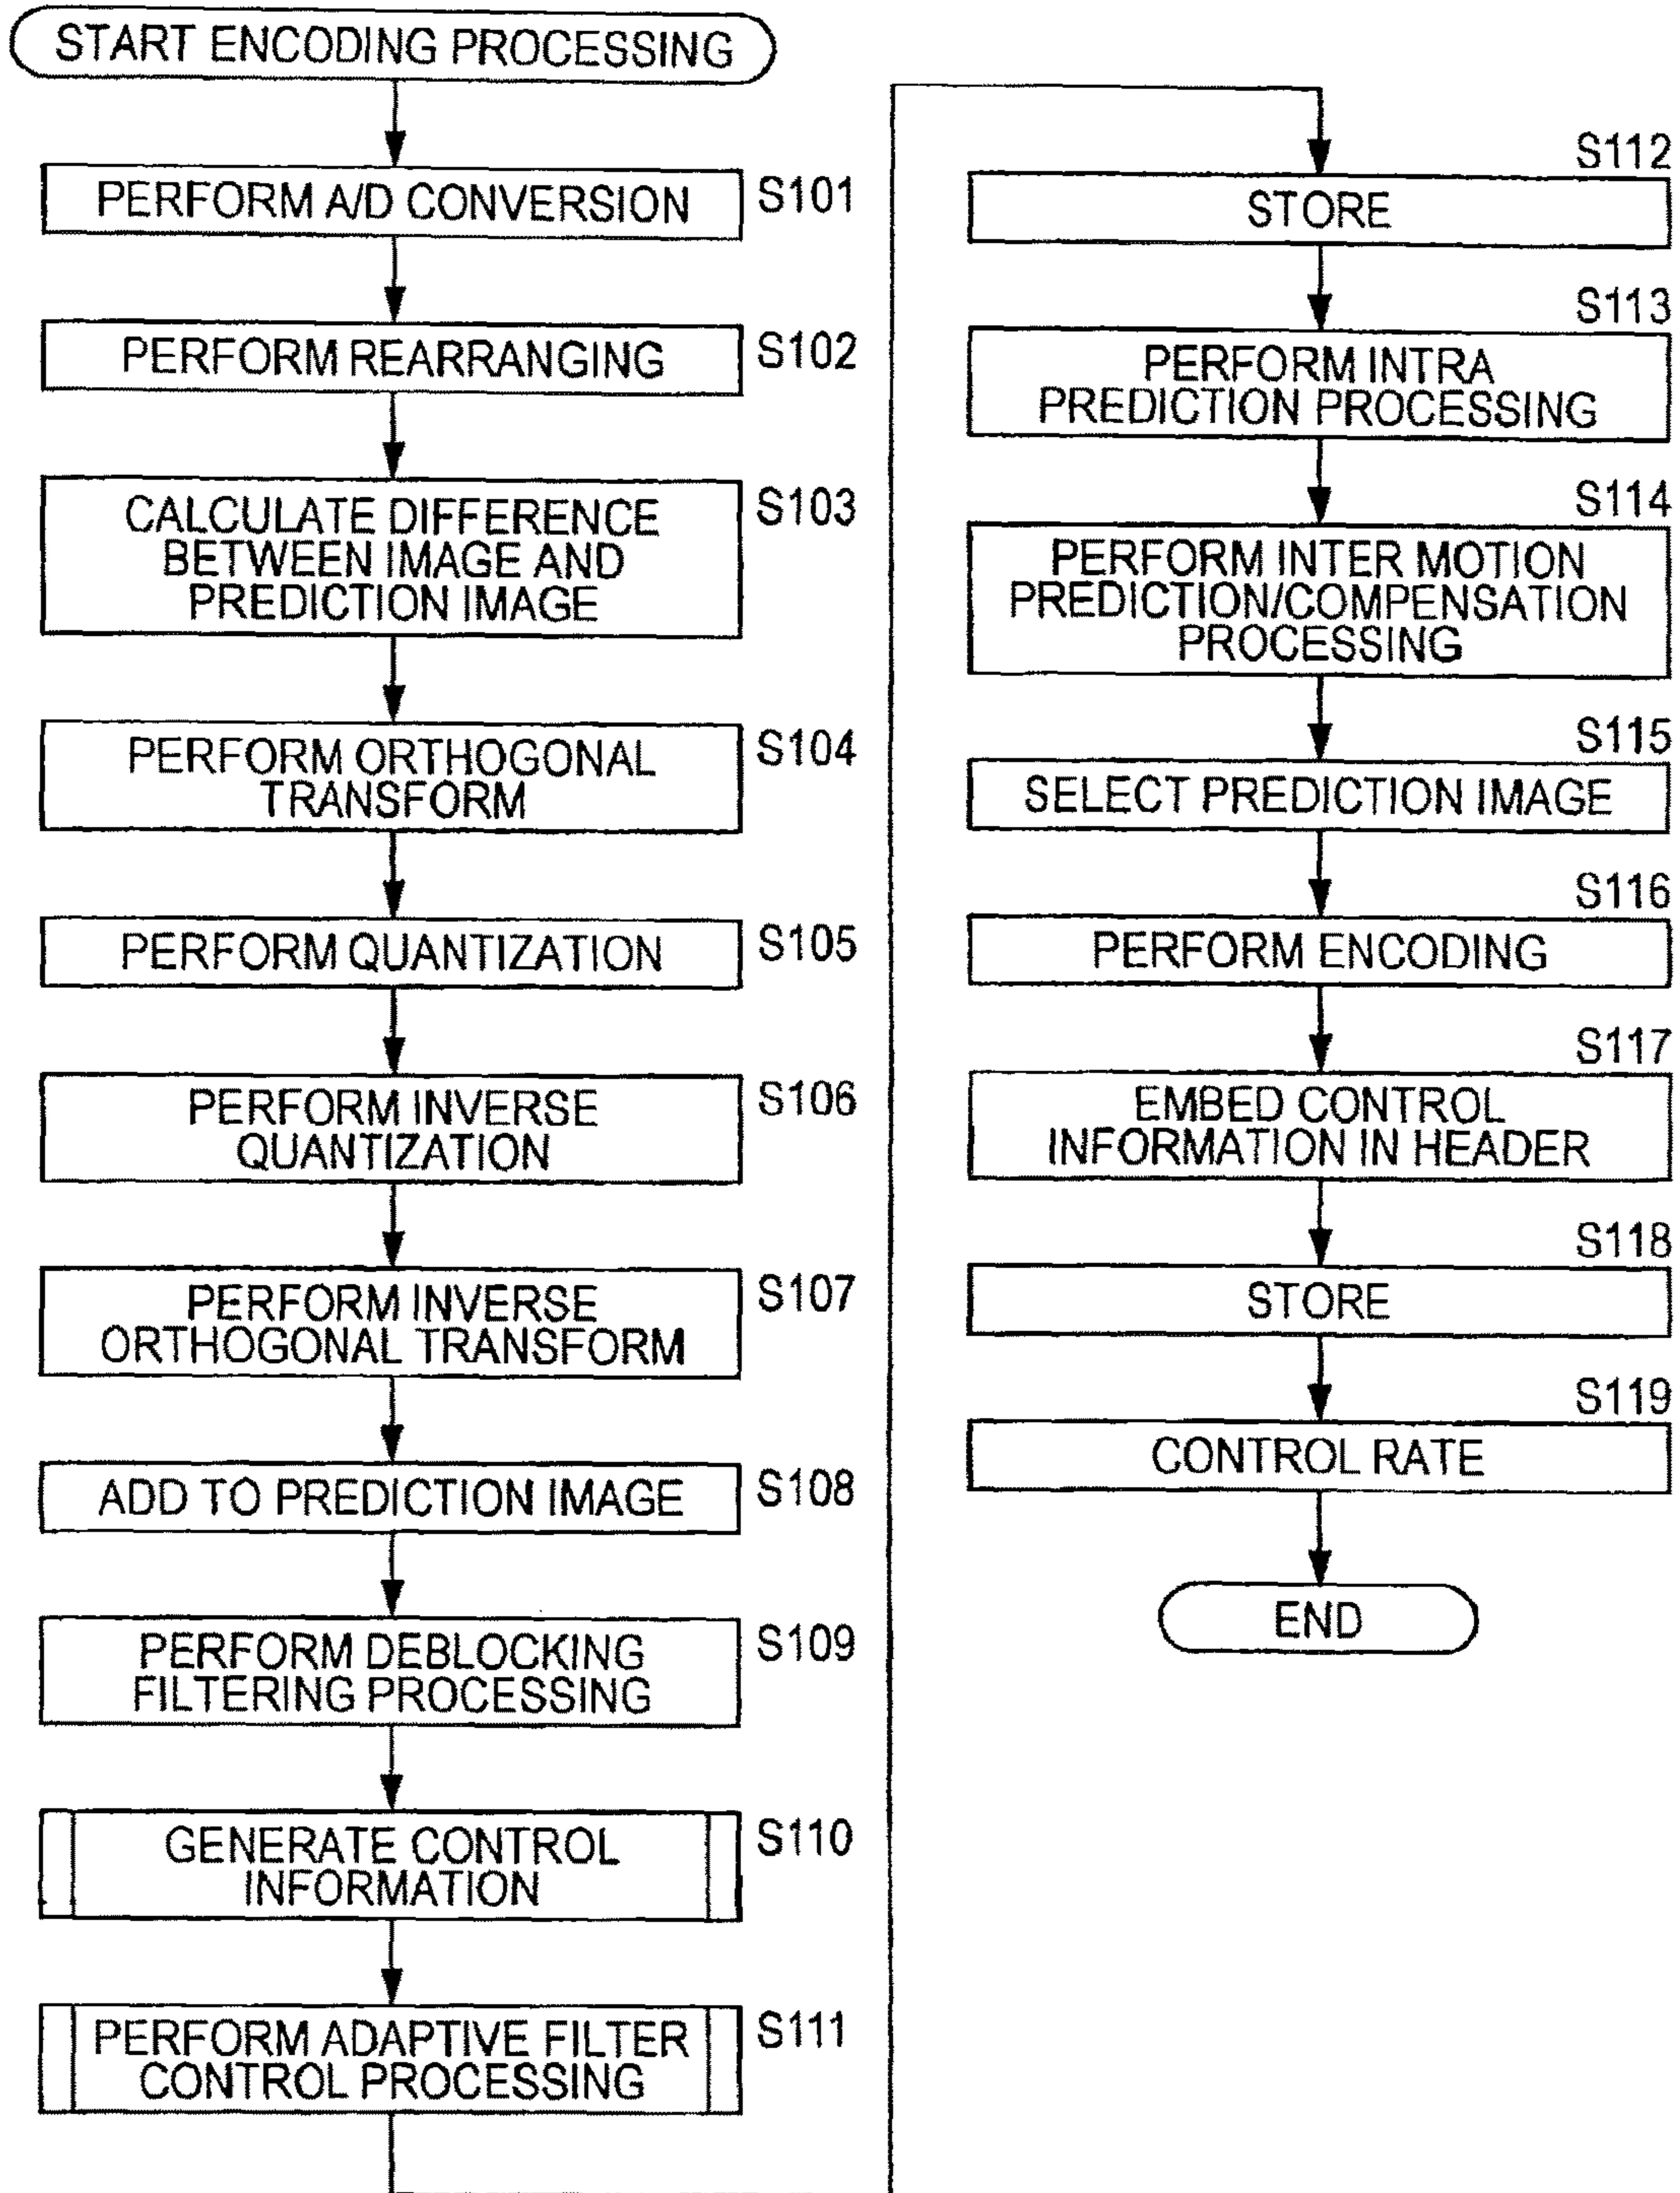 START ENCODING PROCESSING
PERFORM A/D CONVERSION
S101
PERFORM REARRANGING
S102
CALCULATE DIFFERENCE
BETWEEN IMAGE AND
PREDICTION IMAGE
S103
PERFORM ORTHOGONAL
TRANSFORM
S104
PERFORM QUANTIZATION
S105
PERFORM INVERSE
QUANTIZATION
S106
PERFORM INVERSE
ORTHOGONAL TRANSFORM
S107
ADD TO PREDICTION IMAGE
S108
PERFORM DEBLOCKING
FILTERING PROCESSING
S109
GENERATE CONTROL
INFORMATION
S110
PERFORM ADAPTIVE FILTER
CONTROL PROCESSING
S111
S112
STORE
S113
PERFORM INTRA
PREDICTION PROCESSING
S114
PERFORM INTER MOTION
PREDICTION/COMPENSATION
PROCESSING
S115
SELECT PREDICTION IMAGE
S116
PERFORM ENCODING
S117
EMBED CONTROL
INFORMATION IN HEADER
S118
STORE
S119
CONTROL RATE
END